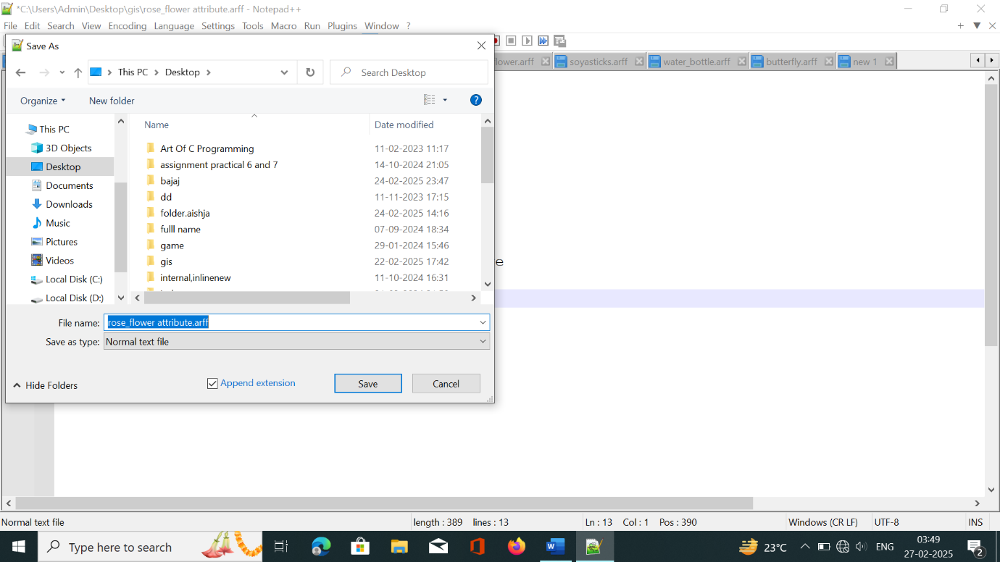 *C:\Users\Admin\Desktop\gis\rose_flower attribute.arff - Notepad++
File Edit Search View Encoding Language Settings Tools Macro Run Plugins Window ?
Save As
lower.arff soyasticks.arff water_bottle.arff butterfly.arff new 1
This PC > Desktop >
Search Desktop
Organize New folder
Name Date modified
This PC
3D Objects
Desktop
Documents
Downloads
Music
Pictures
Videos
Local Disk (C:)
Local Disk (D:)
Art Of C Programming 11-02-2023 11:17
assignment practical 6 and 7 14-10-2024 21:05
bajaj 24-02-2025 23:47
dd 11-11-2023 17:15
folder.aishja 24-02-2025 14:16
fulll name 07-09-2024 18:34
game 29-01-2024 15:46
gis 22-02-2025 17:42
internal,inlinenew 11-10-2024 16:31
e
File name: rose_flower attribute.arff
Save as type: Normal text file
Hide Folders Append extension Save Cancel
Normal text file length : 389 lines : 13 Ln : 13 Col : 1 Pos : 390 Windows (CR LF) UTF-8 INS
Type here to search 23°C ENG 03:49
27-02-2025 2